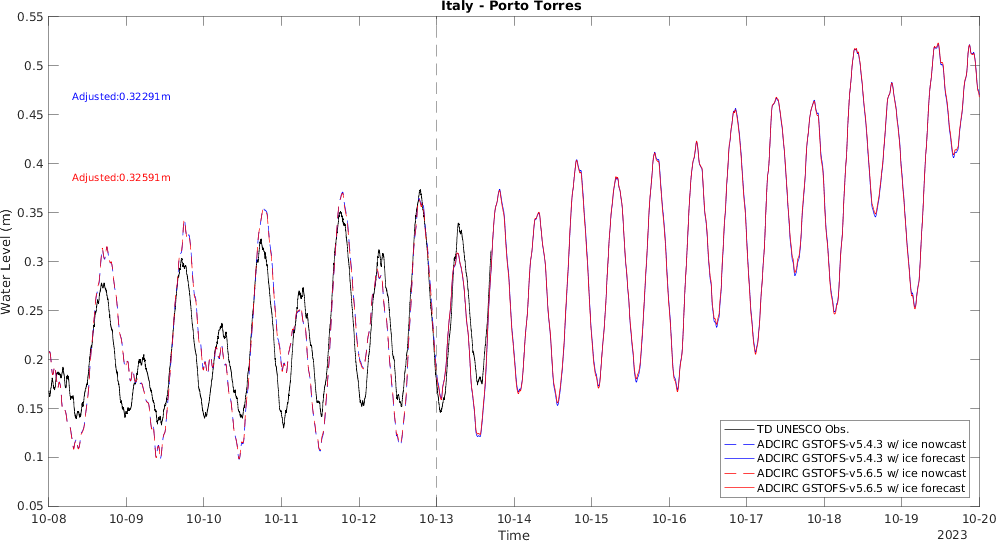 Italy - Porto Torres
0.55
0.5
0.45
0.4
0.35
0.3
0.25
0.2
0.15
0.1
0.05
Water Level (m)
Adjusted:0.32291m
Adjusted:0.32591m
TD UNESCO Obs.
ADCIRC GSTOFS-v5.4.3 w/ ice nowcast
ADCIRC GSTOFS-v5.4.3 w/ ice forecast
ADCIRC GSTOFS-v5.6.5 w/ ice nowcast
ADCIRC GSTOFS-v5.6.5 w/ ice forecast
10-08 10-09 10-10 10-11 10-12 10-13 10-14 10-15 10-16 10-17 10-18 10-19 10-20
Time
2023